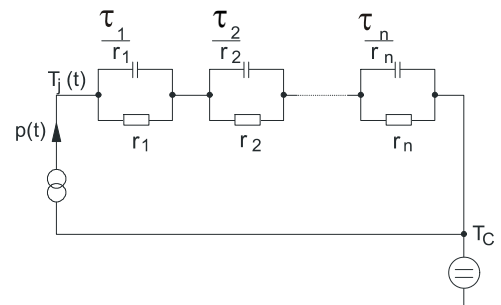 τ1/r1 τ2/r2 τn/rn
Tj(t)
p(t)
r1 r2 rn
TC